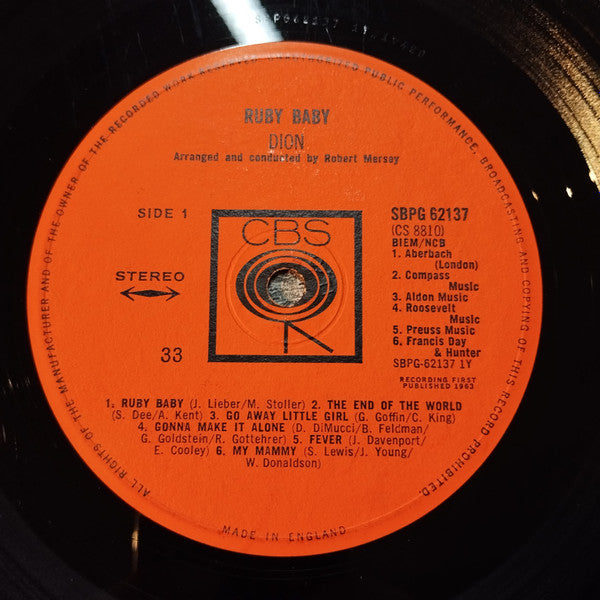 SBPG62137
RUBY BABY
DION
Arranged and conducted by Robert Mersey
SIDE 1
CBS
SBPG 62137
(CS 8810)
BIEM/NCB
1. Aberbach
(London)
2. Compass
Music
3. Aldon Music
4. Roosevelt
Music
5. Preuss Music
6. Francis Day
& Hunter
SBPG-62137 1Y
STEREO
33
RECORDING FIRST
PUBLISHED 1963
1. RUBY BABY (J. Lieber/M. Stoller) 2. THE END OF THE WORLD
(S. Dee/A. Kent) 3. GO AWAY LITTLE GIRL (G. Goffin/C. King)
4. GONNA MAKE IT ALONE (D. DiMucci/B. Feldman/
G. Goldstein/R. Gottehrer) 5. FEVER (J. Davenport/
E. Cooley) 6. MY MAMMY (S. Lewis/J. Young/
W. Donaldson)
ALL RIGHTS OF THE MANUFACTURER AND OF THE OWNER OF THE RECORDED WORK PUBLIC PERFORMANCE, BROADCASTING AND COPYING OF THIS RECORD PROHIBITED.
MADE IN ENGLAND